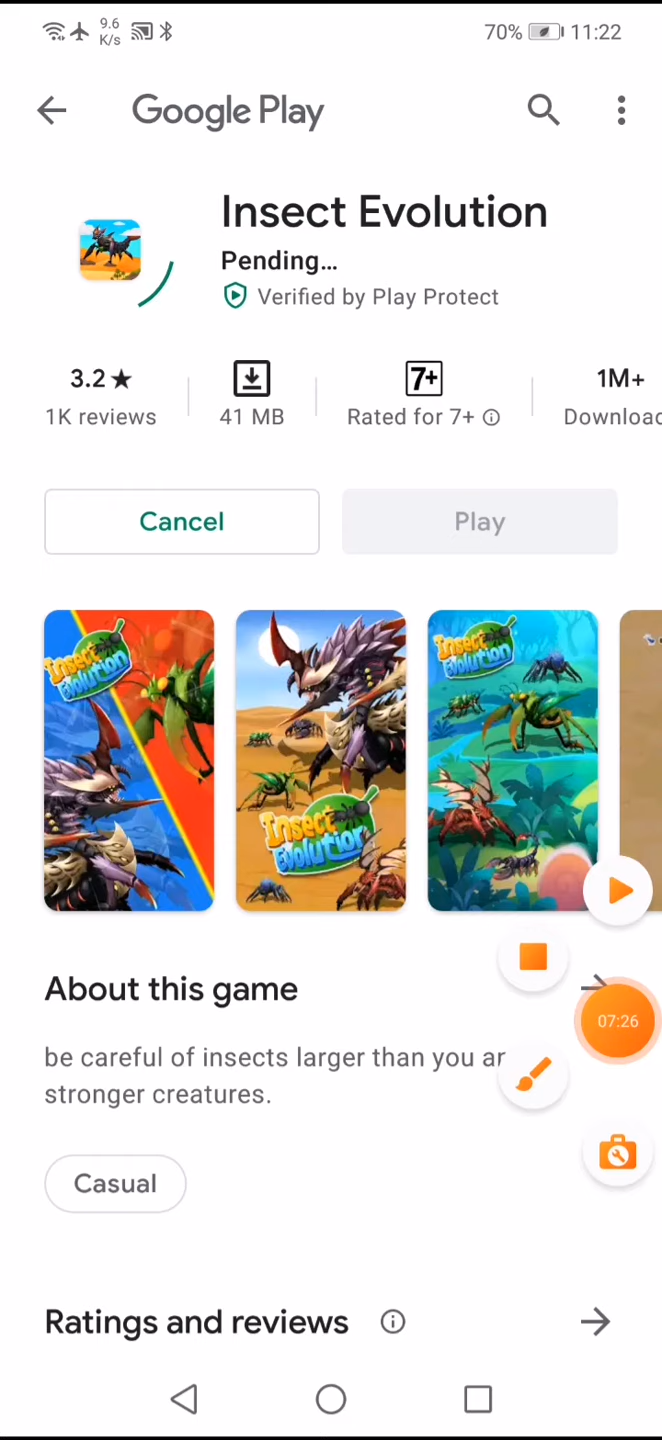 9.6
K/s
70%
11:22
Google Play
Insect Evolution
Pending…
Verified by Play Protect
3.2★
1K reviews
41 MB
7+
Rated for 7+
1M+
Downloac
Cancel
Play
Insect
Evolution
Insect
Evolution
Insect
Evolution
About this game
07:26
be careful of insects larger than you ar
stronger creatures.
Casual
Ratings and reviews